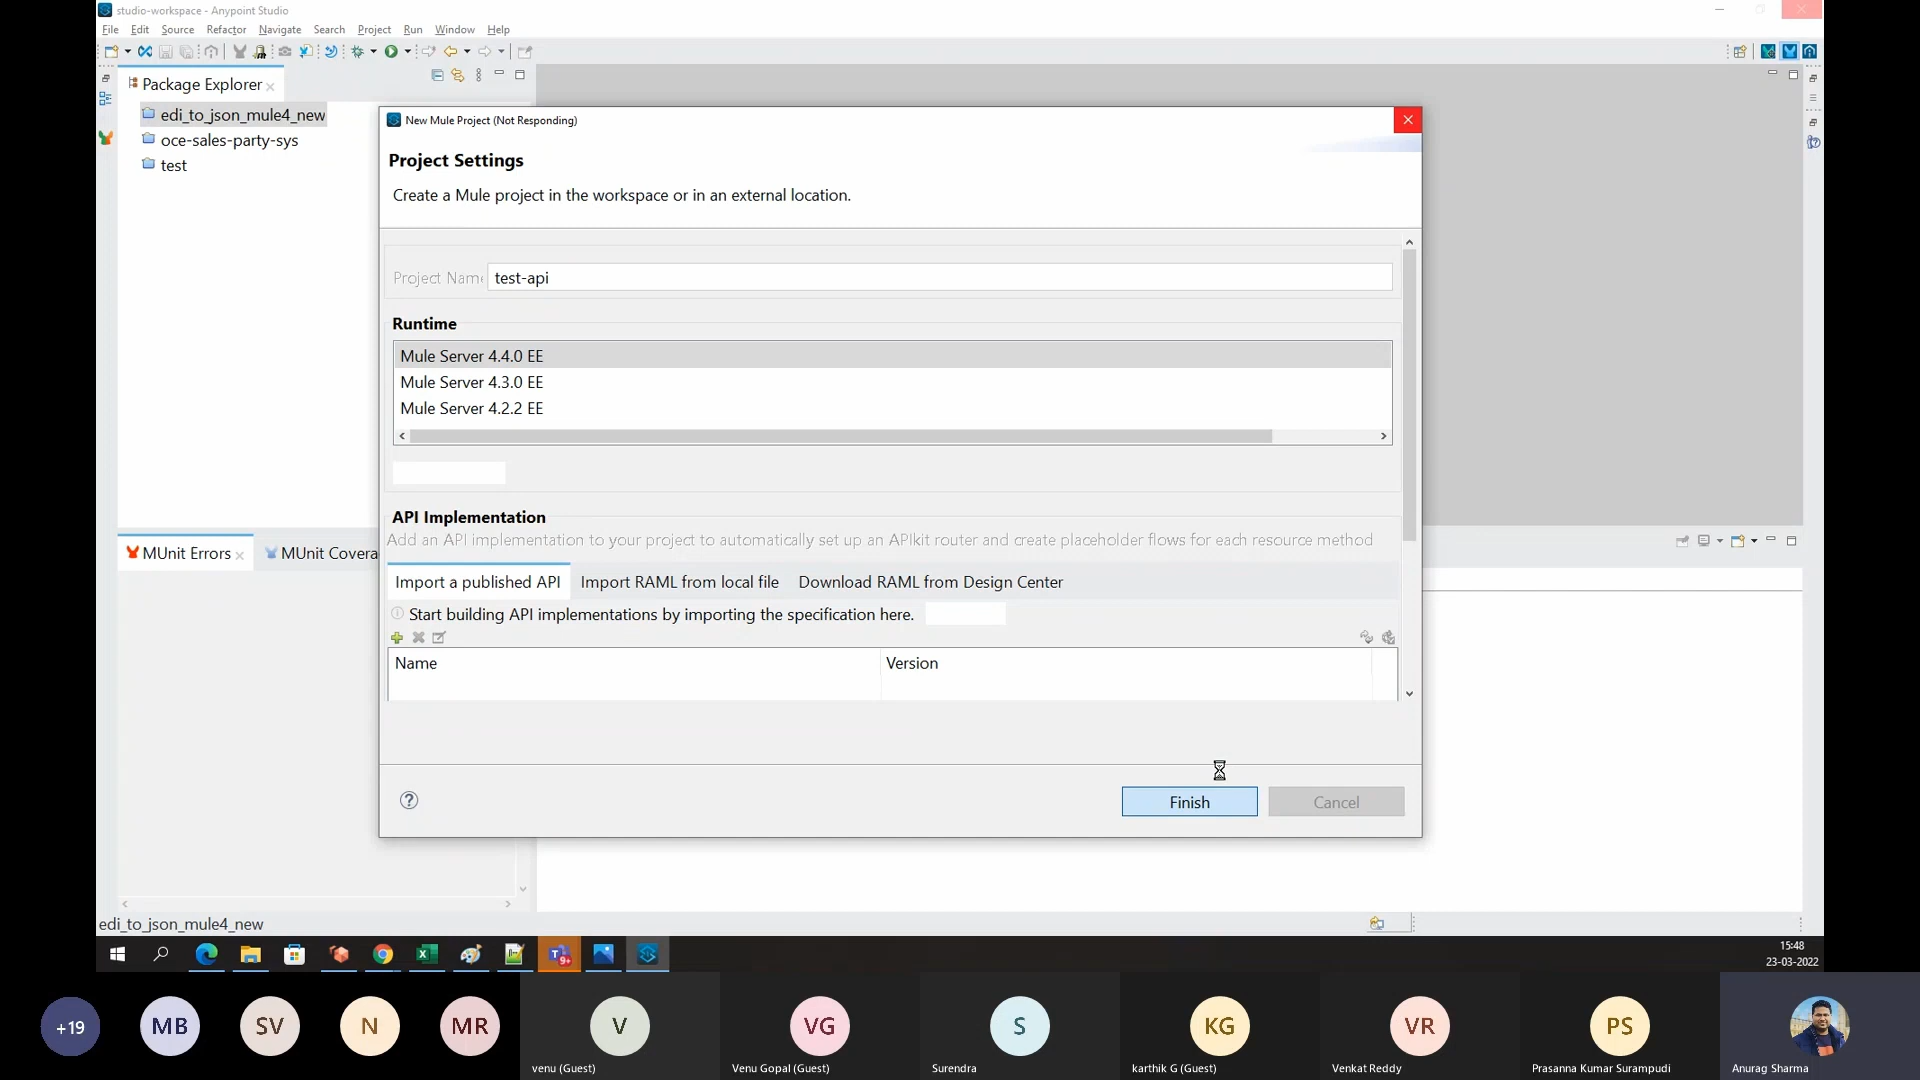 studio-workspace - Anypoint Studio
File Edit Source Refactor Navigate Search Project Run Window Help
Package Explorer
edi_to_json_mule4_new
oce-sales-party-sys
test
New Mule Project (Not Responding)
Project Settings
Create a Mule project in the workspace or in an external location.
Project Name
test-api
Runtime
Mule Server 4.4.0 EE
Mule Server 4.3.0 EE
Mule Server 4.2.2 EE
API Implementation
Add an API implementation to your project to automatically set up an APIkit router and create placeholder flows for each resource method
Import a published API Import RAML from local file Download RAML from Design Center
Start building API implementations by importing the specification here.
Name Version
Finish Cancel
MUnit Errors MUnit Covera
edi_to_json_mule4_new
15:48
23-03-2022
+19 MB SV N MR V VG S KG VR PS
venu (Guest) Venu Gopal (Guest) Surendra karthik G (Guest) Venkat Reddy Prasanna Kumar Surampudi Anurag Sharma